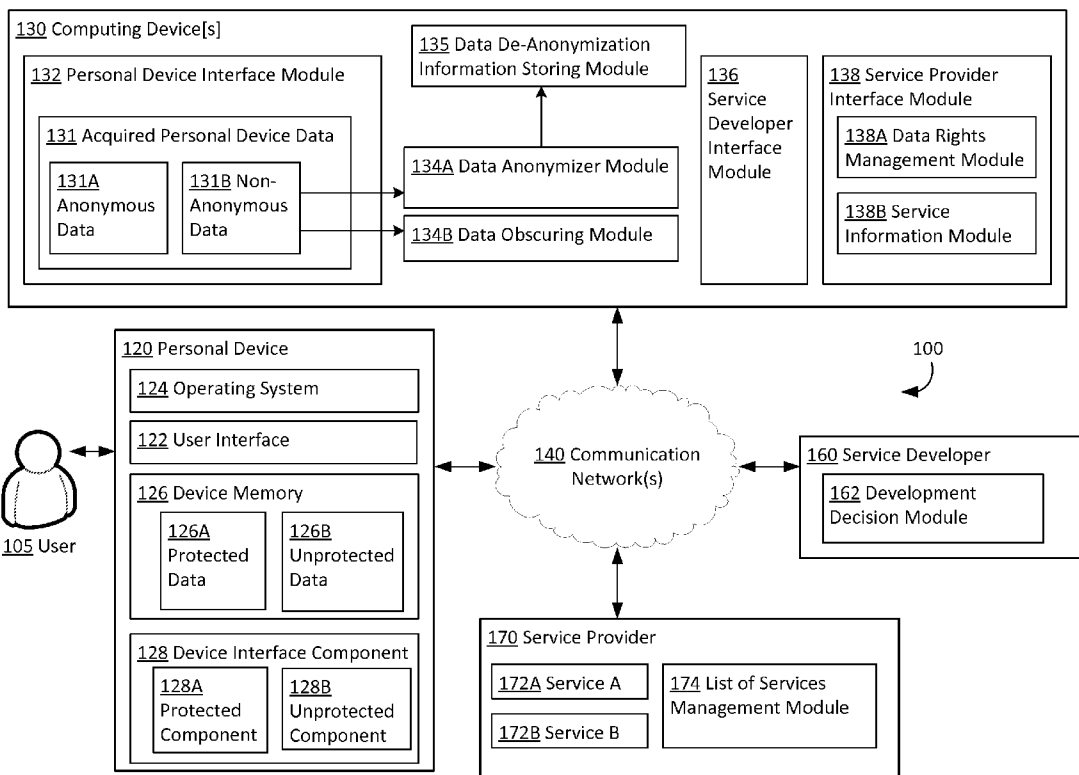 130 Computing Device[s]
132 Personal Device Interface Module
131 Acquired Personal Device Data
131A
Anonymous
Data
131B Non-
Anonymous
Data
135 Data De-Anonymization
Information Storing Module
134A Data Anonymizer Module
134B Data Obscuring Module
136
Service
Developer
Interface
Module
138 Service Provider
Interface Module
138A Data Rights
Management Module
138B Service
Information Module
120 Personal Device
124 Operating System
122 User Interface
126 Device Memory
126A
Protected
Data
126B
Unprotected
Data
128 Device Interface Component
128A
Protected
Component
128B
Unprotected
Component
105 User
140 Communication
Network(s)
100
160 Service Developer
162 Development
Decision Module
170 Service Provider
172A Service A
172B Service B
174 List of Services
Management Module